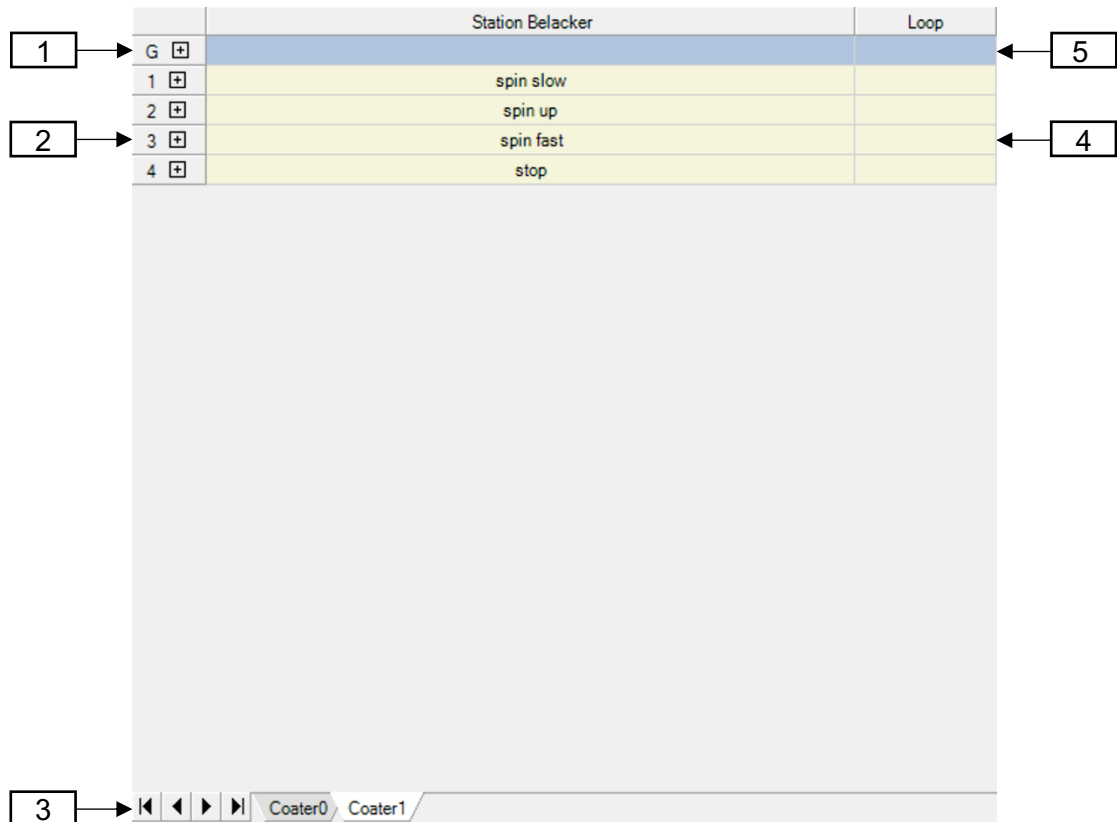 Station Belacker Loop
1 G 5
1 spin slow
2 spin up
2 3 spin fast 4
4 stop
3 Coater0 Coater1